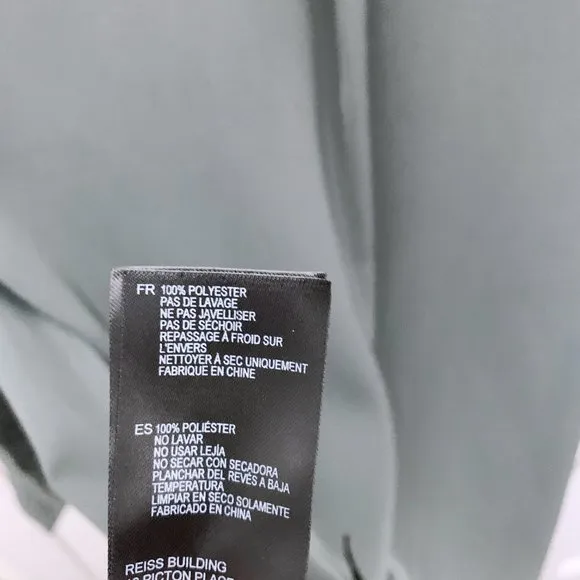 FR 100% POLYESTER
PAS DE LAVAGE
NE PAS JAVELLISER
PAS DE SÉCHOIR
REPASSAGE À FROID SUR
L'ENVERS
NETTOYER À SEC UNIQUEMENT
FABRIQUE EN CHINE
ES 100% POLIÉSTER
NO LAVAR
NO USAR LEJÍA
NO SECAR CON SECADORA
PLANCHAR DEL REVÉS A BAJA
TEMPERATURA
LIMPIAR EN SECO SOLAMENTE
FABRICADO EN CHINA
REISS BUILDING
PICTON PLACE